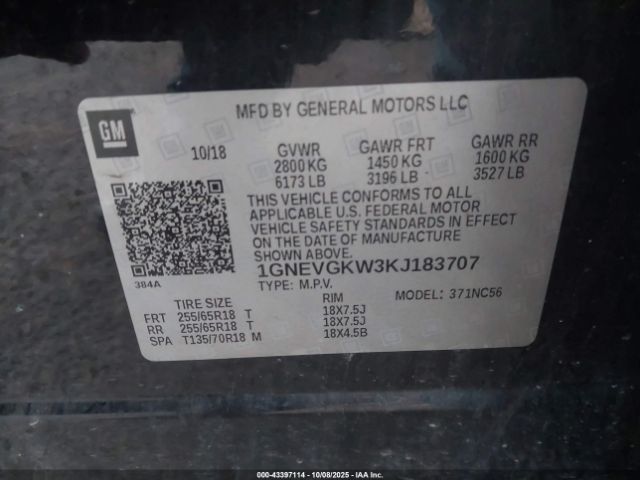 GM
MFD BY GENERAL MOTORS LLC
10/18 GVWR GAWR FRT GAWR RR
2800 KG 1450 KG 1600 KG
6173 LB 3196 LB 3527 LB
THIS VEHICLE CONFORMS TO ALL
APPLICABLE U.S. FEDERAL MOTOR
VEHICLE SAFETY STANDARDS IN EFFECT
ON THE DATE OF MANUFACTURE
SHOWN ABOVE.
1GNEVGKW3KJ183707
384A TYPE: M.P.V. MODEL: 371NC56
TIRE SIZE RIM
FRT 255/65R18 T 18X7.5J
RR 255/65R18 T 18X7.5J
SPA T135/70R18 M 18X4.5B
000-43397114 - 10/08/2025 - IAA Inc.